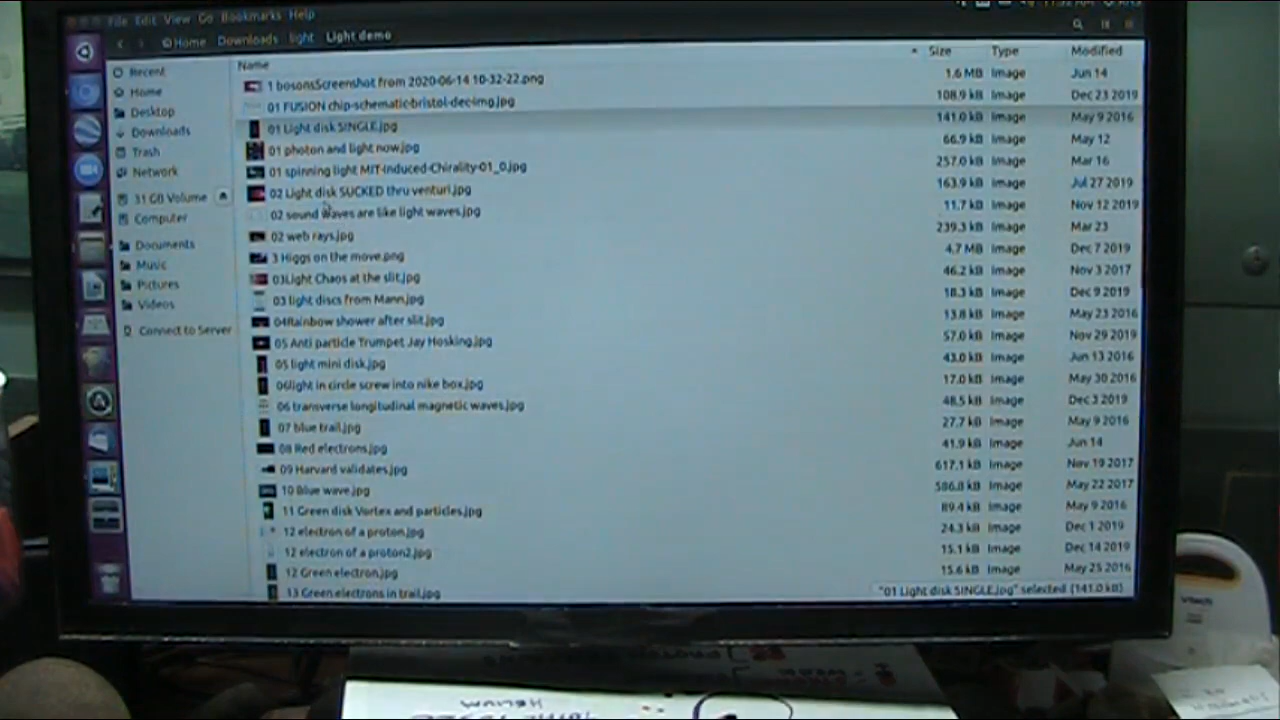 File Edit View Go Bookmarks Help
Home Downloads light Light demo
Name Size Type Modified
Recent
Home
Desktop
Downloads
Trash
Network
31 GB Volume
Computer
Documents
Music
Pictures
Videos
Connect to Server
1 bosonsScreenshot from 2020-06-14 10-32-22.png 1.6 MB Image Jun 14
01 FUSION chip-schematic-bristol-dec-img.jpg 108.9 kB Image Dec 23 2019
01 Light disk SINGLE.jpg 141.0 kB Image May 9 2016
01 photon and light now.jpg 66.9 kB Image May 12
01 spinning light MIT-Induced-Chirality-01_0.jpg 257.0 kB Image Mar 16
02 Light disk SUCKED thru venturi.jpg 163.9 kB Image Jul 27 2019
02 sound waves are like light waves.jpg 11.7 kB Image Nov 12 2019
02 web rays.jpg 239.3 kB Image Mar 23
3 Higgs on the move.png 4.7 MB Image Dec 7 2019
03Light Chaos at the slit.jpg 46.2 kB Image Nov 3 2017
03 light discs from Mann.jpg 18.3 kB Image Dec 9 2019
04Rainbow shower after slit.jpg 13.8 kB Image May 23 2016
05 Anti particle Trumpet Jay Hosking.jpg 57.0 kB Image Nov 29 2019
05 light mini disk.jpg 43.0 kB Image Jun 13 2016
06light in circle screw into nike box.jpg 17.0 kB Image May 30 2016
06 transverse longitudinal magnetic waves.jpg 48.5 kB Image Dec 3 2019
07 blue trail.jpg 27.7 kB Image May 9 2016
08 Red electrons.jpg 41.9 kB Image Jun 14
09 Harvard validates.jpg 617.1 kB Image Nov 19 2017
10 Blue wave.jpg 586.8 kB Image May 22 2017
11 Green disk Vortex and particles.jpg 89.4 kB Image May 9 2016
12 electron of a proton.jpg 24.3 kB Image Dec 1 2019
12 electron of a proton2.jpg 15.1 kB Image Dec 14 2019
12 Green electron.jpg 15.6 kB Image May 25 2016
13 Green electrons in trail.jpg
"01 Light disk SINGLE.jpg" selected (141.0 kB)
vtech
HELIUM